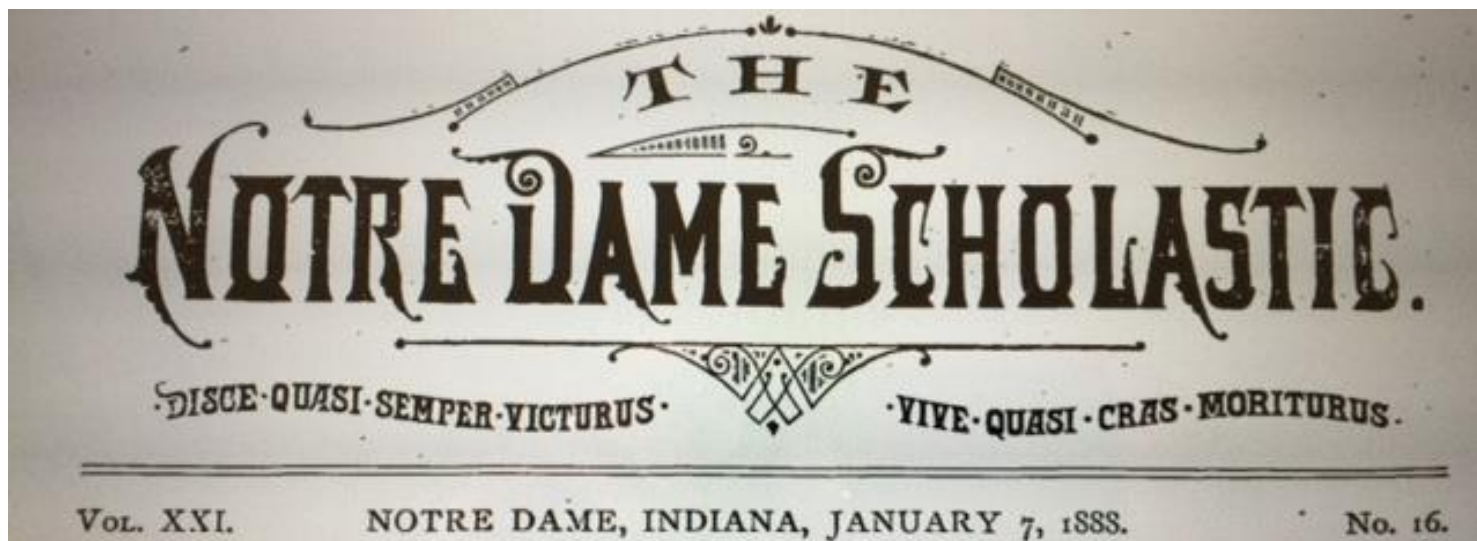 THE
NOTRE DAME SCHOLASTIC.
·DISCE·QUASI·SEMPER·VICTURUS· ·VIVE·QUASI·CRAS·MORITURUS.
VOL. XXI. NOTRE DAME, INDIANA, JANUARY 7, 1888. No. 16.